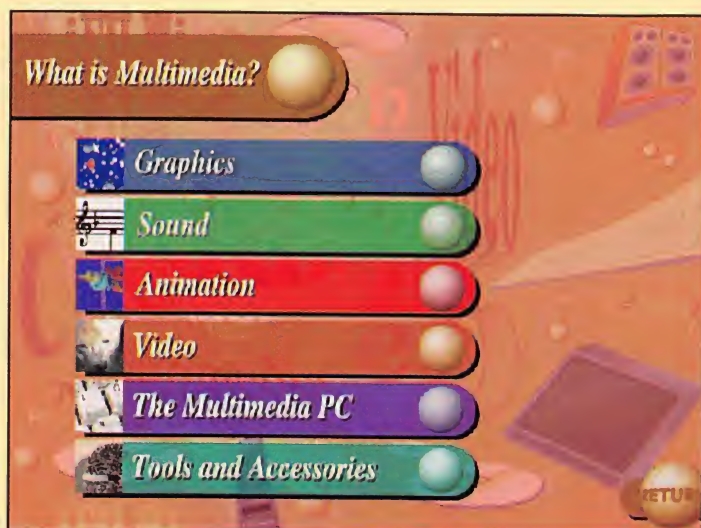 What is Multimedia?
Graphics
Sound
Animation
Video
The Multimedia PC
Tools and Accessories